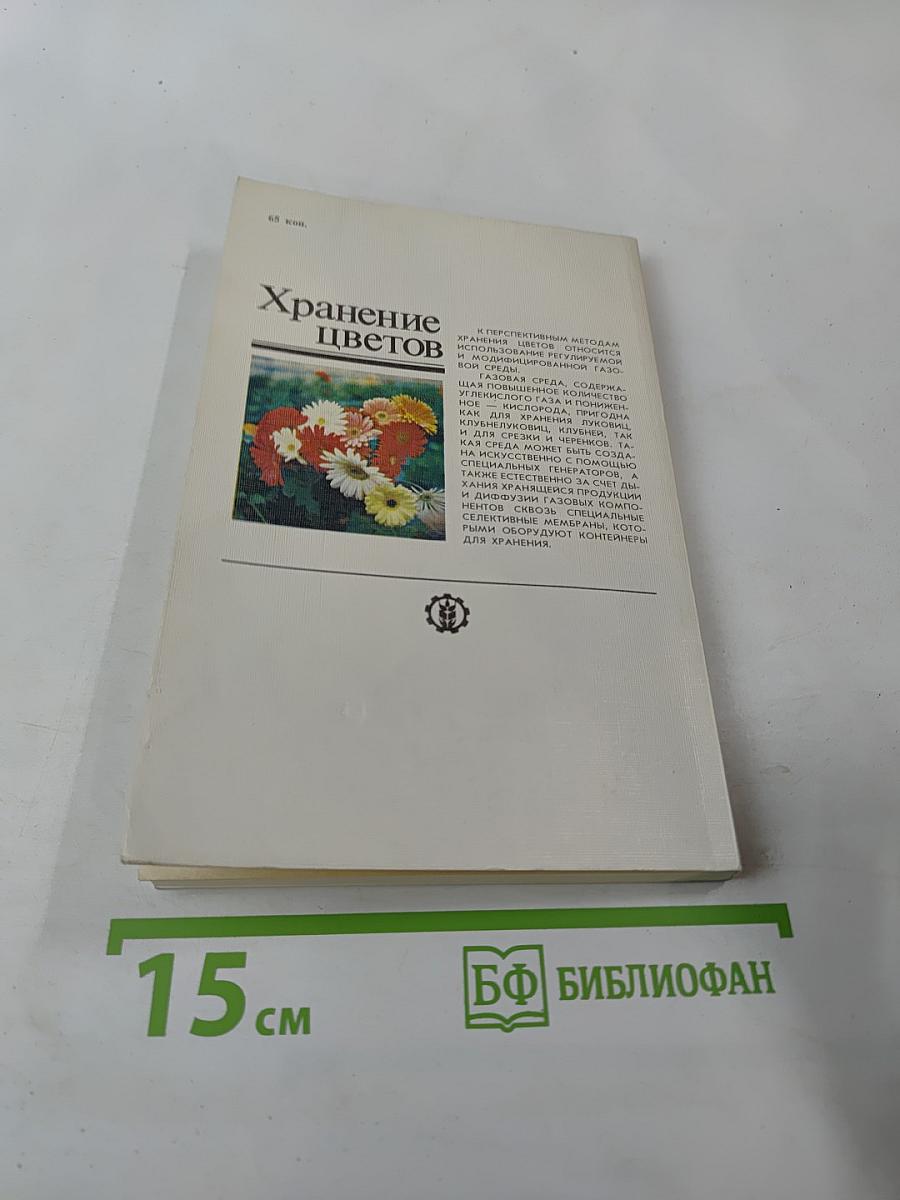 65 коп.
Хранение
цветов
К ПЕРСПЕКТИВНЫМ МЕТОДАМ
ХРАНЕНИЯ ЦВЕТОВ ОТНОСИТСЯ
ИСПОЛЬЗОВАНИЕ РЕГУЛИРУЕМОЙ
И МОДИФИЦИРОВАННОЙ ГАЗО-
ВОЙ СРЕДЫ.
ГАЗОВАЯ СРЕДА, СОДЕРЖА-
ЩАЯ ПОВЫШЕННОЕ КОЛИЧЕСТВО
УГЛЕКИСЛОГО ГАЗА И ПОНИЖЕН-
НОЕ — КИСЛОРОДА, ПРИГОДНА
КАК ДЛЯ ХРАНЕНИЯ ЛУКОВИЦ,
КЛУБНЕЛУКОВИЦ, КЛУБНЕЙ, ТАК
И ДЛЯ СРЕЗКИ И ЧЕРЕНКОВ. ТА-
КАЯ СРЕДА МОЖЕТ БЫТЬ СОЗДА-
НА ИСКУССТВЕННО С ПОМОЩЬЮ
СПЕЦИАЛЬНЫХ ГЕНЕРАТОРОВ, А
ТАКЖЕ ЕСТЕСТВЕННО ЗА СЧЕТ ДЫ-
ХАНИЯ ХРАНЯЩЕЙСЯ ПРОДУКЦИИ
И ДИФФУЗИИ ГАЗОВЫХ КОМПО-
НЕНТОВ СКВОЗЬ СПЕЦИАЛЬНЫЕ
СЕЛЕКТИВНЫЕ МЕМБРАНЫ, КОТО-
РЫМИ ОБОРУДУЮТ КОНТЕЙНЕРЫ
ДЛЯ ХРАНЕНИЯ.
15 см
БФ БИБЛИОФАН